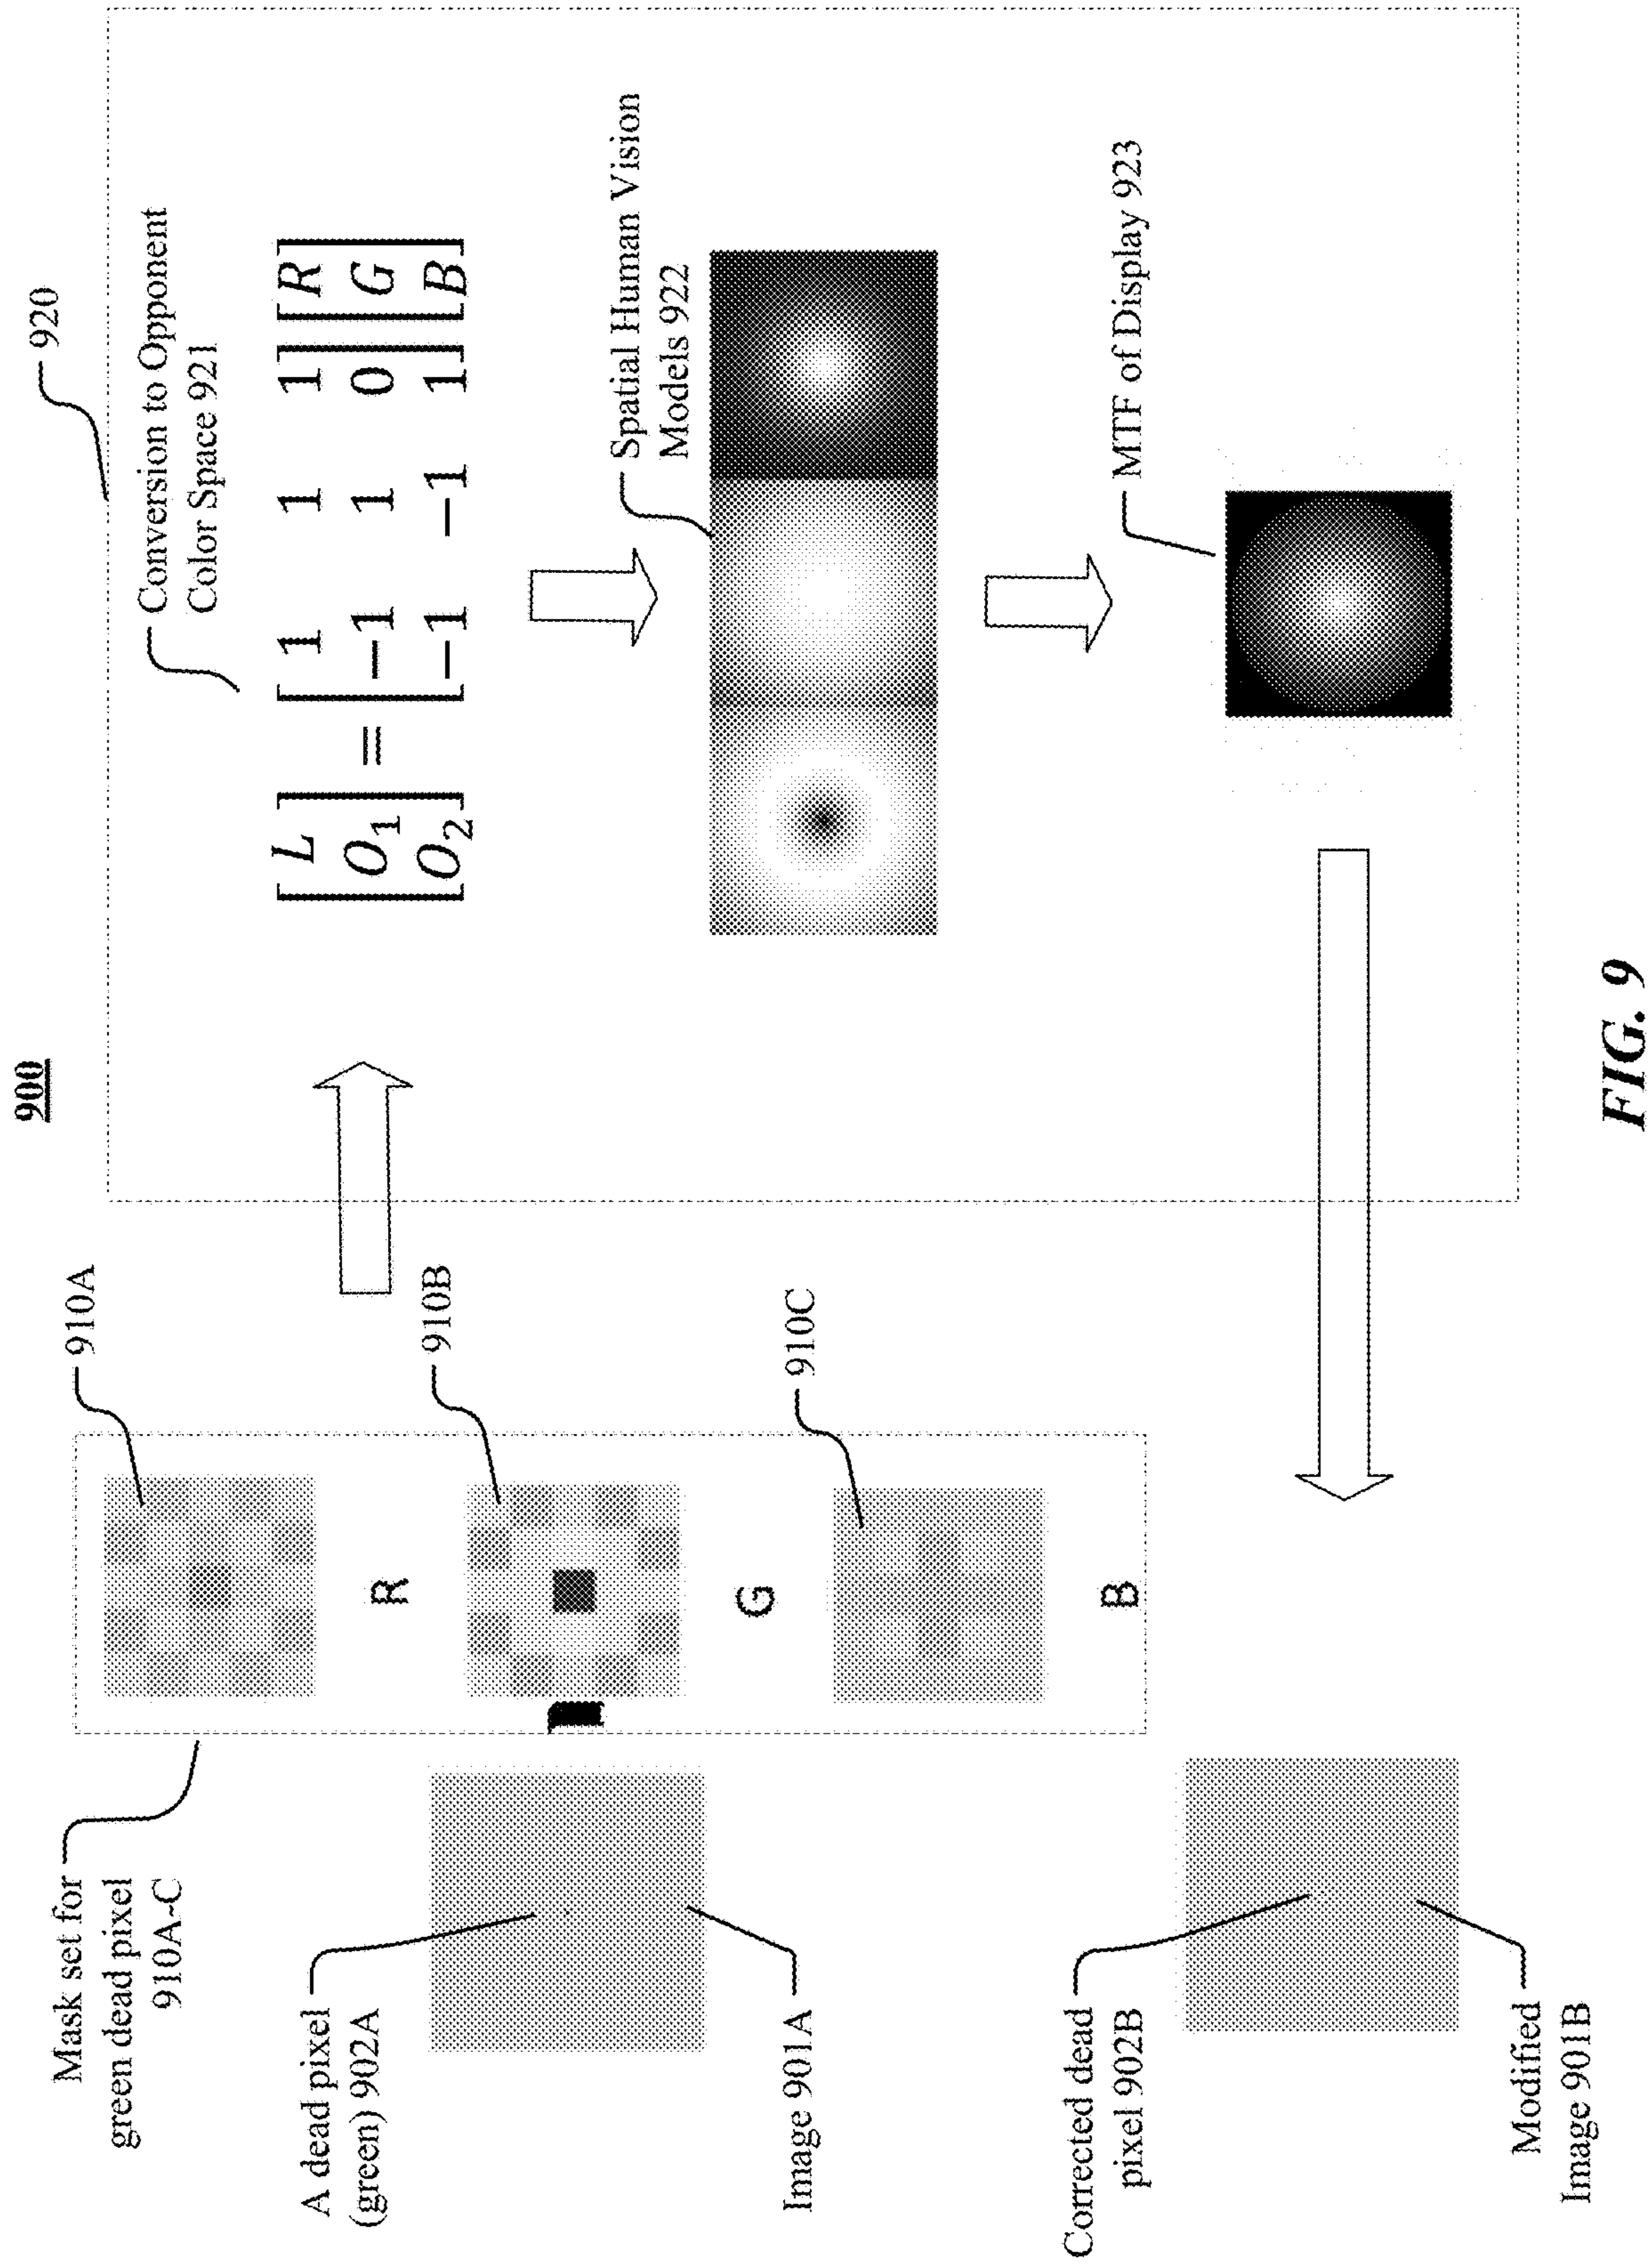 900
920
Mask set for
green dead pixel
910A-C
910A
R
910B
G
910C
B
A dead pixel
(green) 902A
Image 901A
Conversion to Opponent
Color Space 921
[L O₁ O₂] = [1 1 1; −1 1 0; −1 −1 1] [R G B]
Spatial Human Vision
Models 922
MTF of Display 923
Corrected dead
pixel 902B
Modified
Image 901B
FIG. 9